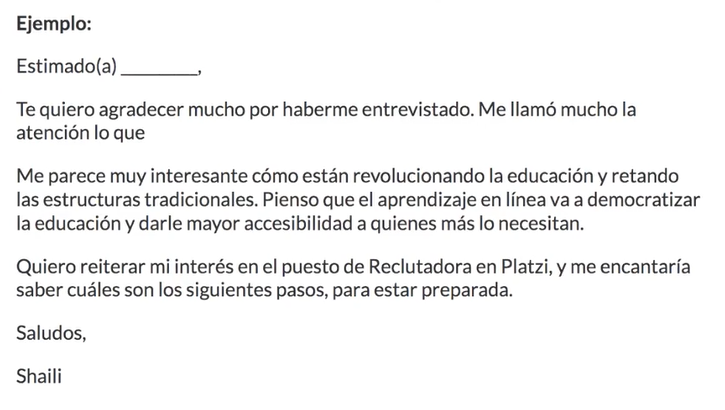 Ejemplo:
Estimado(a) ________,
Te quiero agradecer mucho por haberme entrevistado. Me llamó mucho la
atención lo que
Me parece muy interesante cómo están revolucionando la educación y retando
las estructuras tradicionales. Pienso que el aprendizaje en línea va a democratizar
la educación y darle mayor accesibilidad a quienes más lo necesitan.
Quiero reiterar mi interés en el puesto de Reclutadora en Platzi, y me encantaría
saber cuáles son los siguientes pasos, para estar preparada.
Saludos,
Shaili